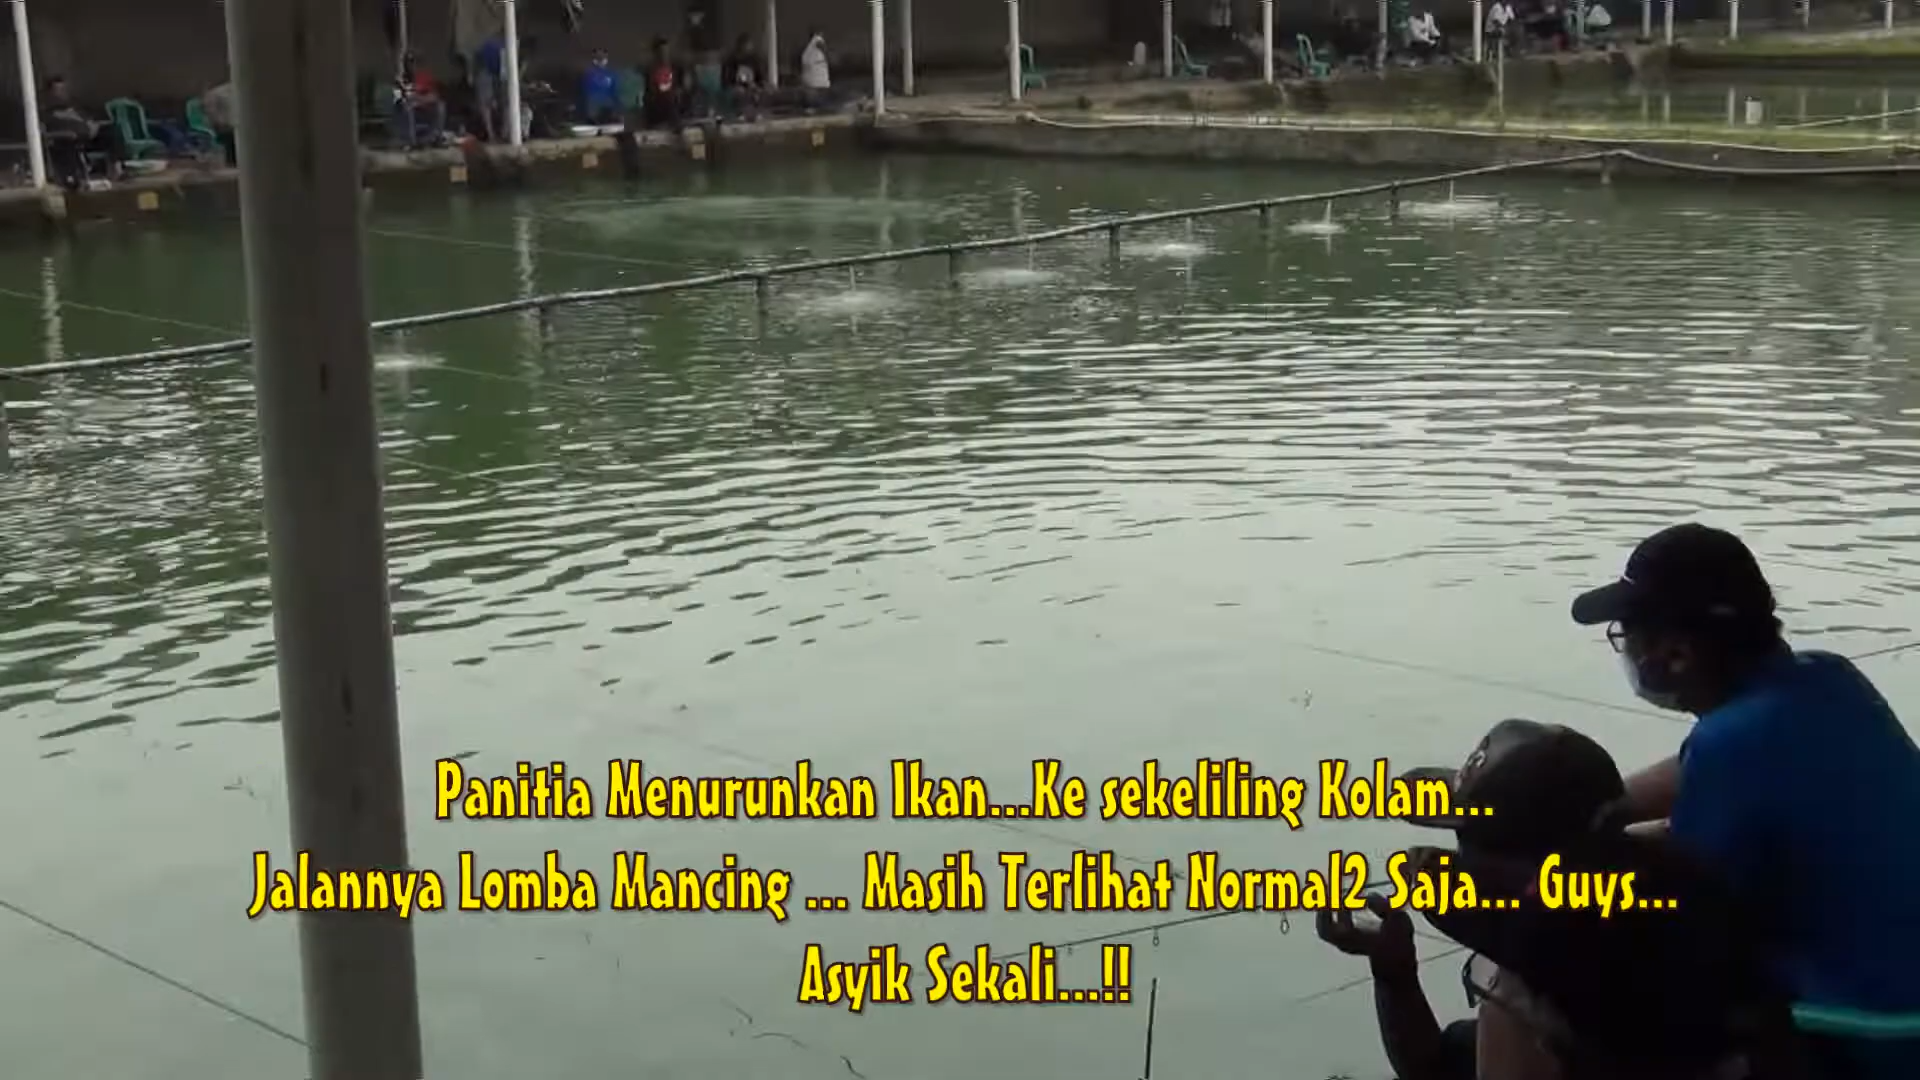 Panitia Menurunkan Ikan...Ke sekeliling Kolam...
Jalannya Lomba Mancing ... Masih Terlihat Normal2 Saja... Guys...
Asyik Sekali...!!